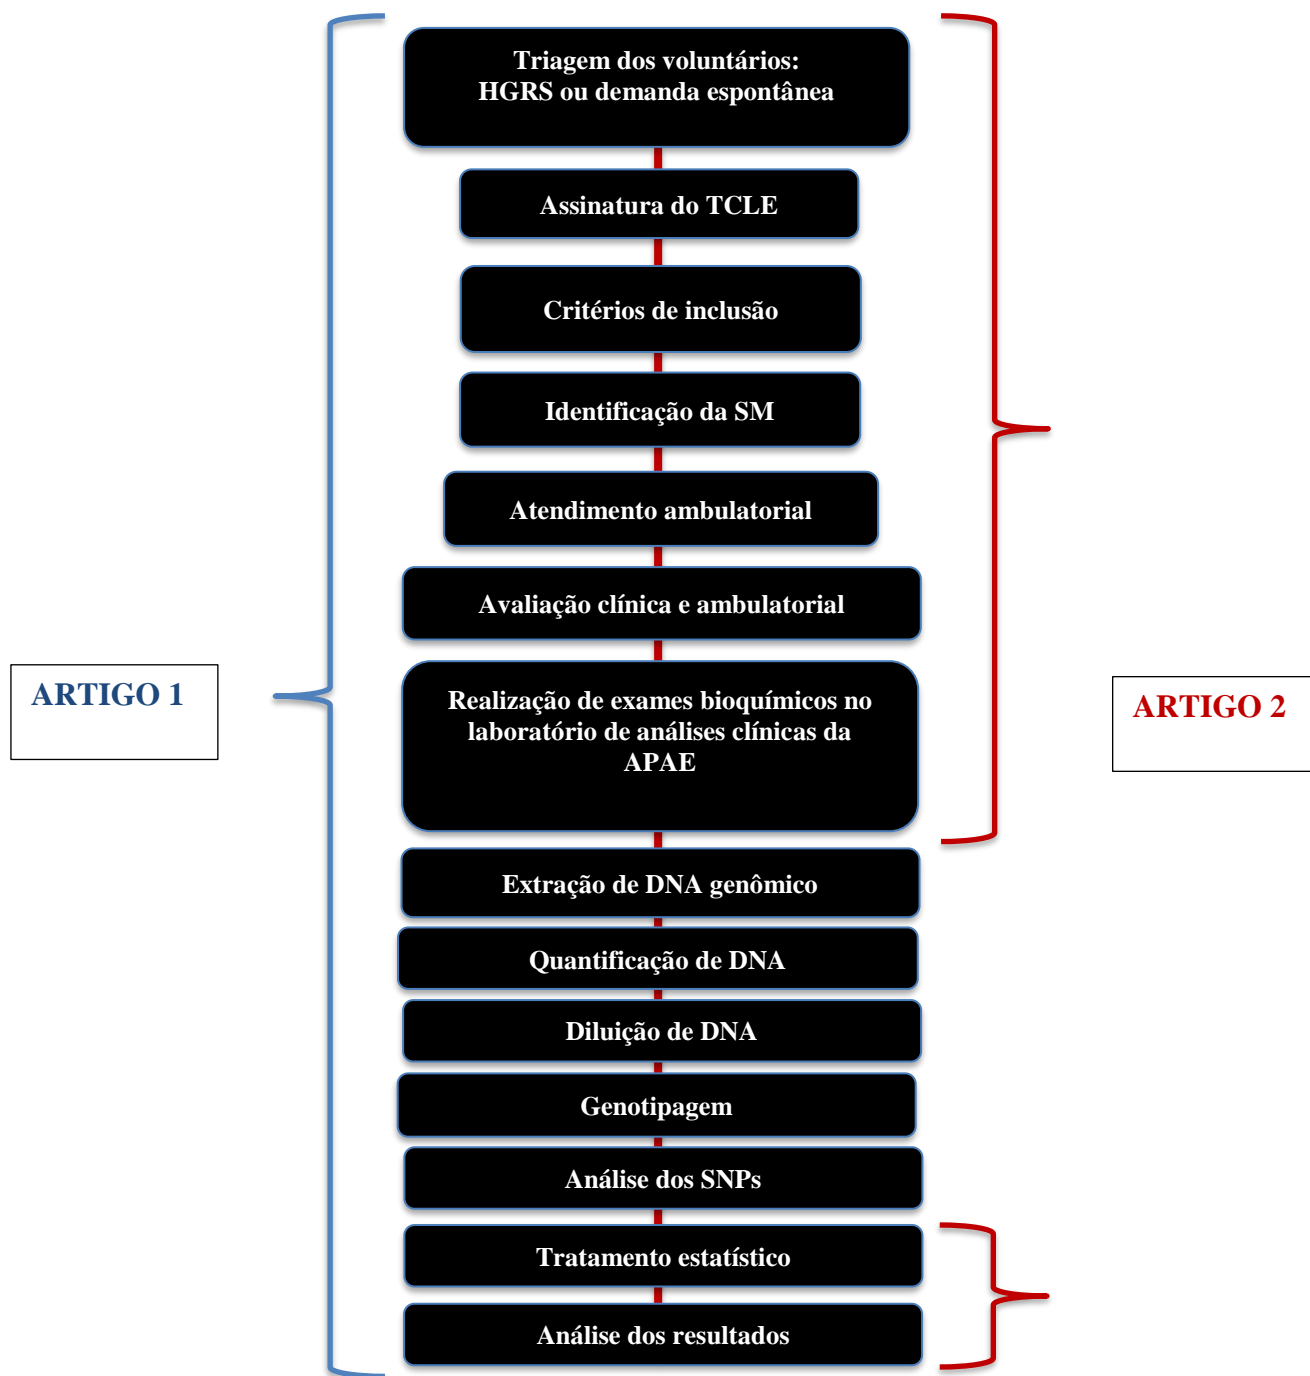 Triagem dos voluntários:
HGRS ou demanda espontânea
Assinatura do TCLE
Critérios de inclusão
Identificação da SM
Atendimento ambulatorial
Avaliação clínica e ambulatorial
Realização de exames bioquímicos no
laboratório de análises clínicas da
APAE
ARTIGO 1
ARTIGO 2
Extração de DNA genômico
Quantificação de DNA
Diluição de DNA
Genotipagem
Análise dos SNPs
Tratamento estatístico
Análise dos resultados